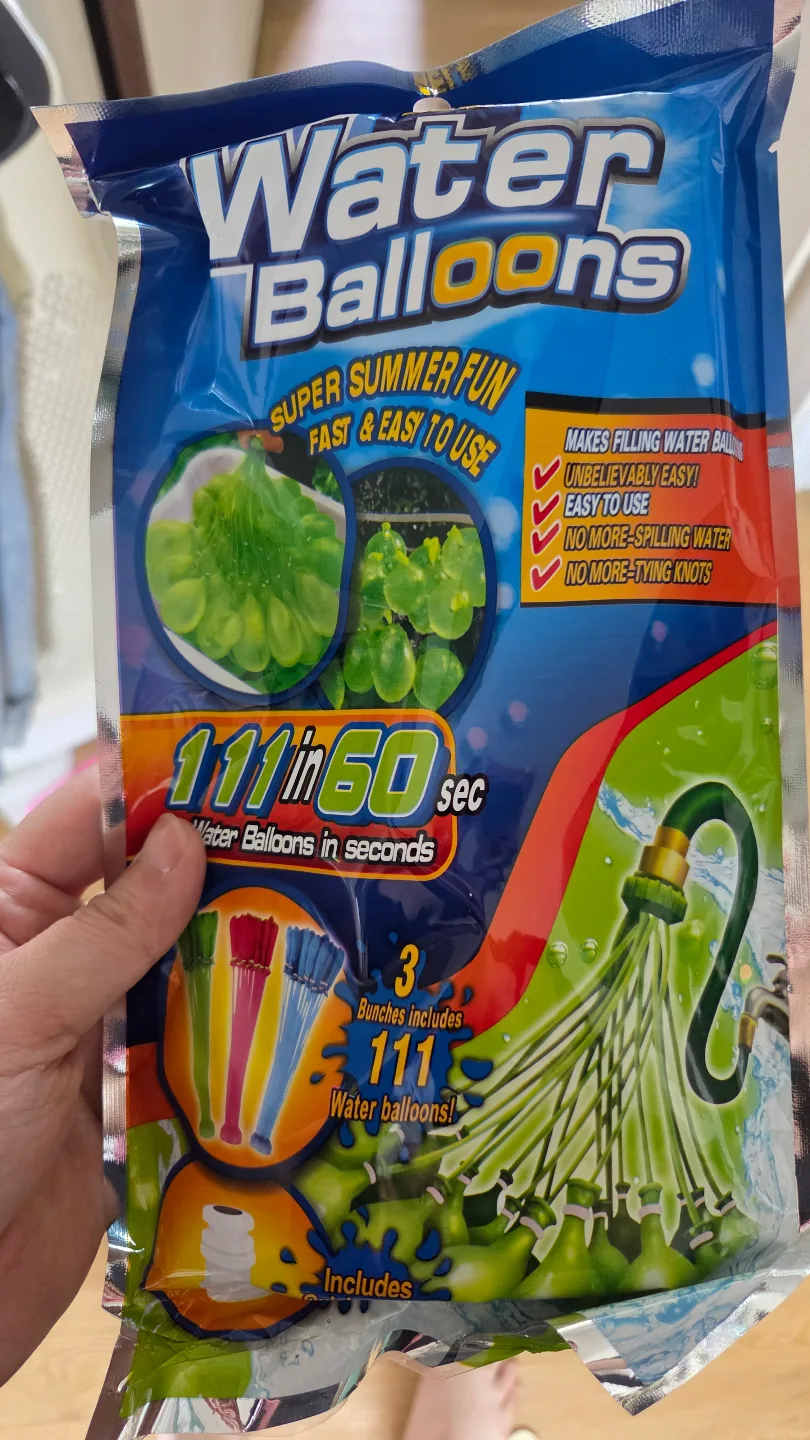 Water
Balloons
SUPER SUMMER FUN
FAST & EASY TO USE
MAKES FILLING WATER
UNBELIEVABLY EASY!
EASY TO USE
NO MORE-SPILLING WATER
NO MORE-TYING KNOTS
111 in 60 sec
Water Balloons in seconds
3
Bunches includes
111
Water balloons!
Includes